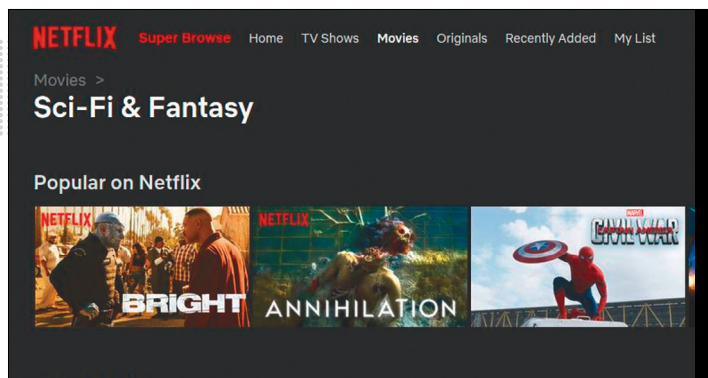 NETFLIX Super Browse Home TV Shows Movies Originals Recently Added My List
Movies >
Sci-Fi & Fantasy
Popular on Netflix
NETFLIX
BRIGHT
NETFLIX
ANNIHILATION
MARVEL
CAPTAIN AMERICA
CIVIL WAR